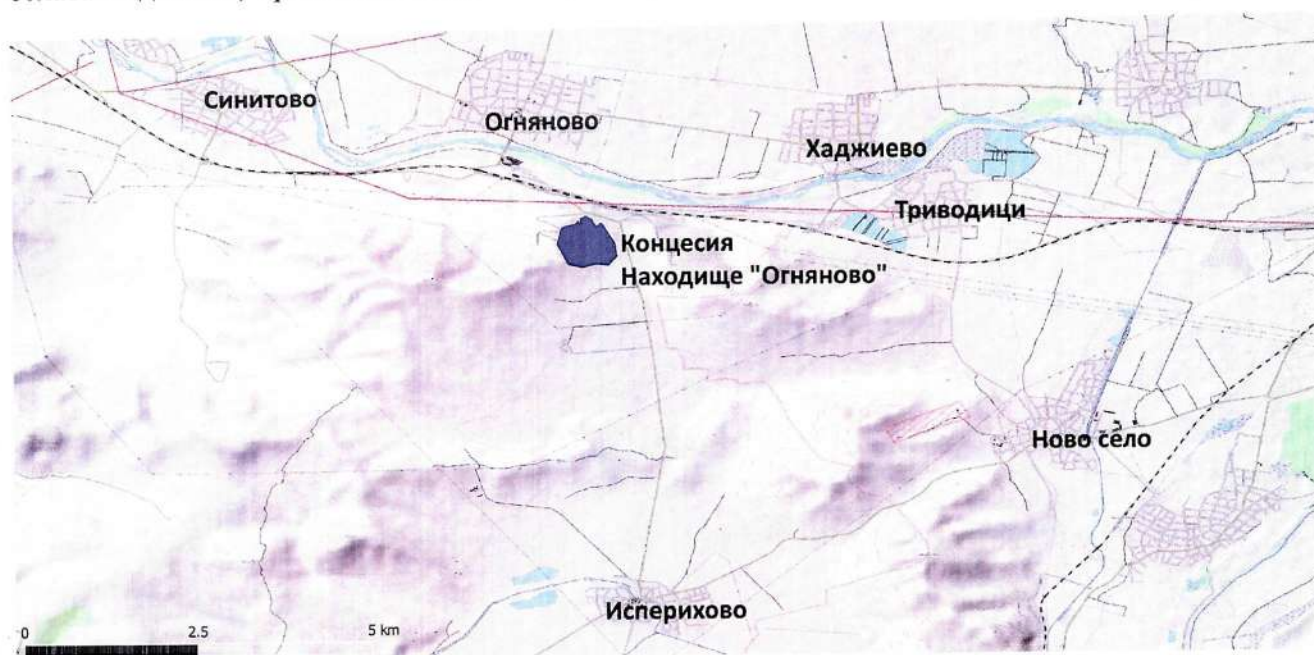 Синитово
Огняново
Хаджиево
Триводици
Концесия
Находище "Огняново"
Ново село
Исперихово
0 2.5 5 km